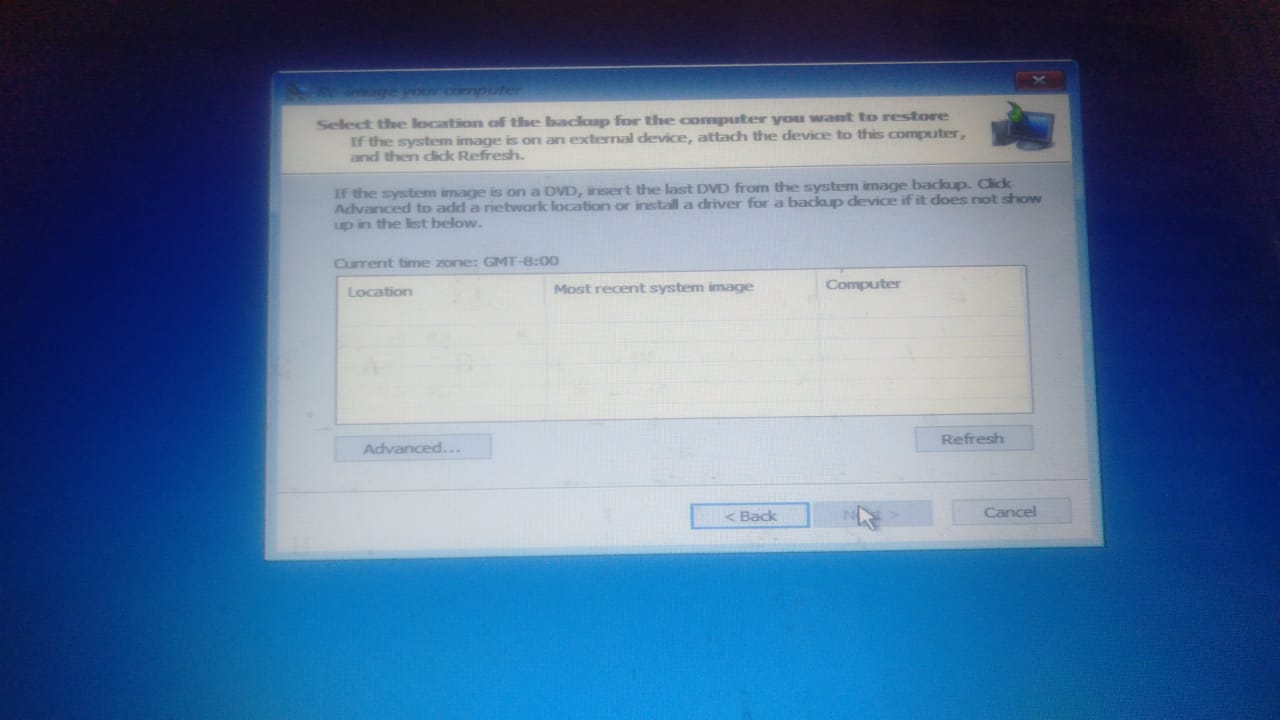 Re-image your computer
Select the location of the backup for the computer you want to restore
If the system image is on an external device, attach the device to this computer,
and then click Refresh.
If the system image is on a DVD, insert the last DVD from the system image backup. Click
Advanced to add a network location or install a driver for a backup device if it does not show
up in the list below.
Current time zone: GMT-8:00
Location Most recent system image Computer
Advanced... Refresh
< Back Next > Cancel